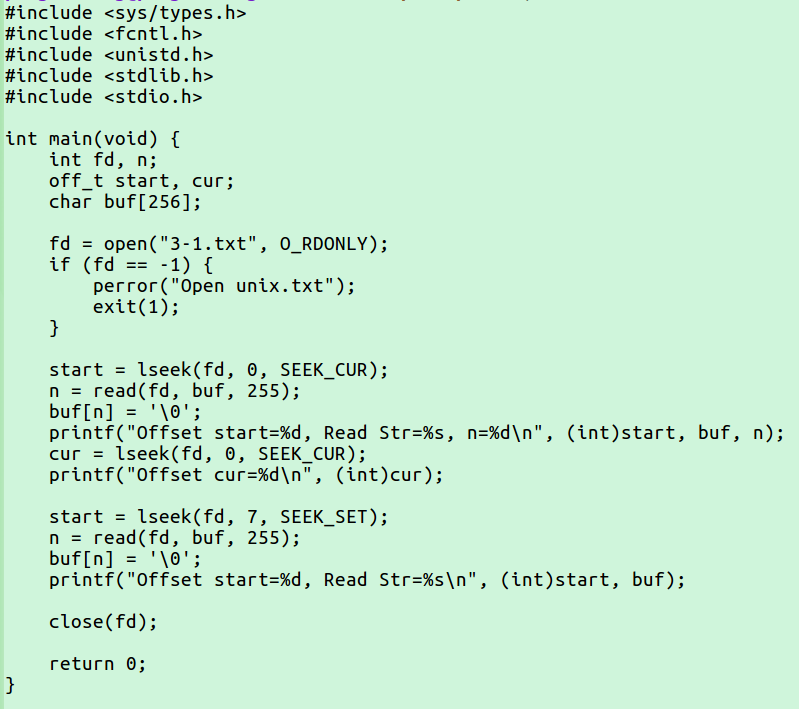 #include <sys/types.h>
#include <fcntl.h>
#include <unistd.h>
#include <stdlib.h>
#include <stdio.h>

int main(void) {
    int fd, n;
    off_t start, cur;
    char buf[256];

    fd = open("3-1.txt", O_RDONLY);
    if (fd == -1) {
        perror("Open unix.txt");
        exit(1);
    }

    start = lseek(fd, 0, SEEK_CUR);
    n = read(fd, buf, 255);
    buf[n] = '\0';
    printf("Offset start=%d, Read Str=%s, n=%d\n", (int)start, buf, n);
    cur = lseek(fd, 0, SEEK_CUR);
    printf("Offset cur=%d\n", (int)cur);

    start = lseek(fd, 7, SEEK_SET);
    n = read(fd, buf, 255);
    buf[n] = '\0';
    printf("Offset start=%d, Read Str=%s\n", (int)start, buf);

    close(fd);

    return 0;
}